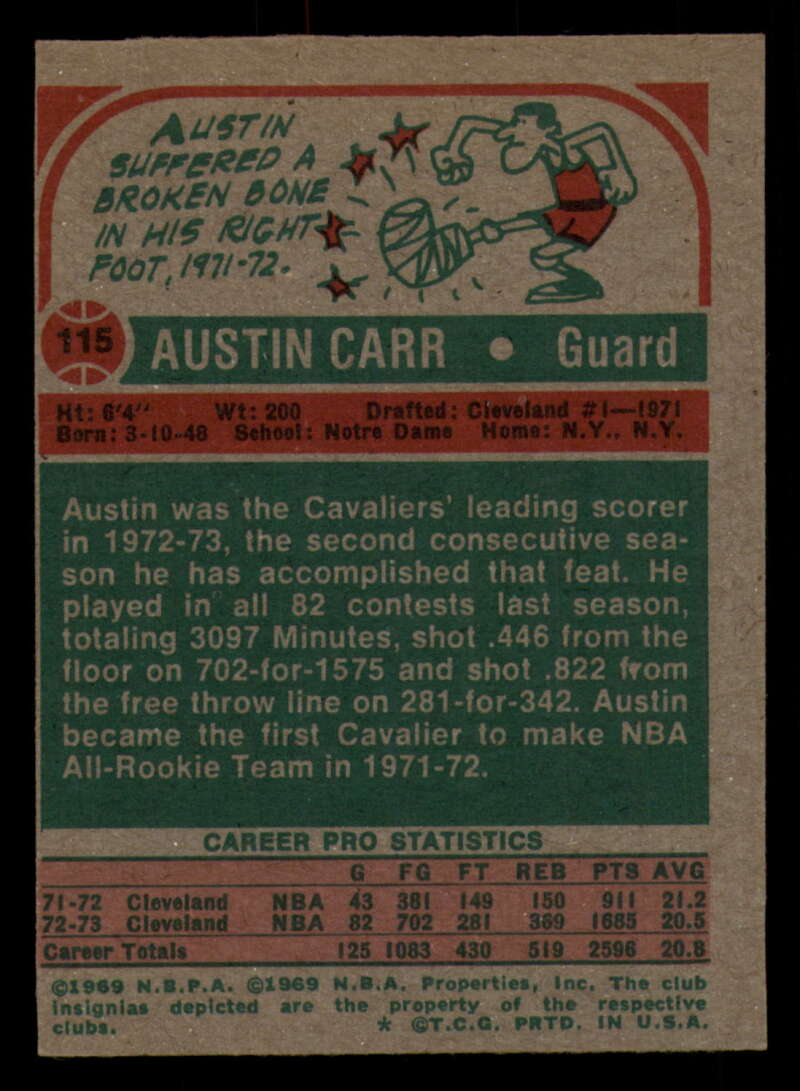 AUSTIN
SUFFERED A
BROKEN BONE
IN HIS RIGHT
FOOT, 1971-72.
115 AUSTIN CARR • Guard
Ht: 6'4" Wt: 200 Drafted: Cleveland #1—1971
Born: 3-10-48 School: Notre Dame Home: N.Y., N.Y.
Austin was the Cavaliers' leading scorer
in 1972-73, the second consecutive sea-
son he has accomplished that feat. He
played in all 82 contests last season,
totaling 3097 Minutes, shot .446 from the
floor on 702-for-1575 and shot .822 from
the free throw line on 281-for-342. Austin
became the first Cavalier to make NBA
All-Rookie Team in 1971-72.
CAREER PRO STATISTICS
G FG FT REB PTS AVG
71-72 Cleveland NBA 43 381 149 150 911 21.2
72-73 Cleveland NBA 82 702 281 369 1685 20.5
Career Totals 125 1083 430 519 2596 20.8
©1969 N.B.P.A. ©1969 N.B.A. Properties, Inc. The club
insignias depicted are the property of the respective
clubs. * ©T.C.G. PRTD. IN U.S.A.